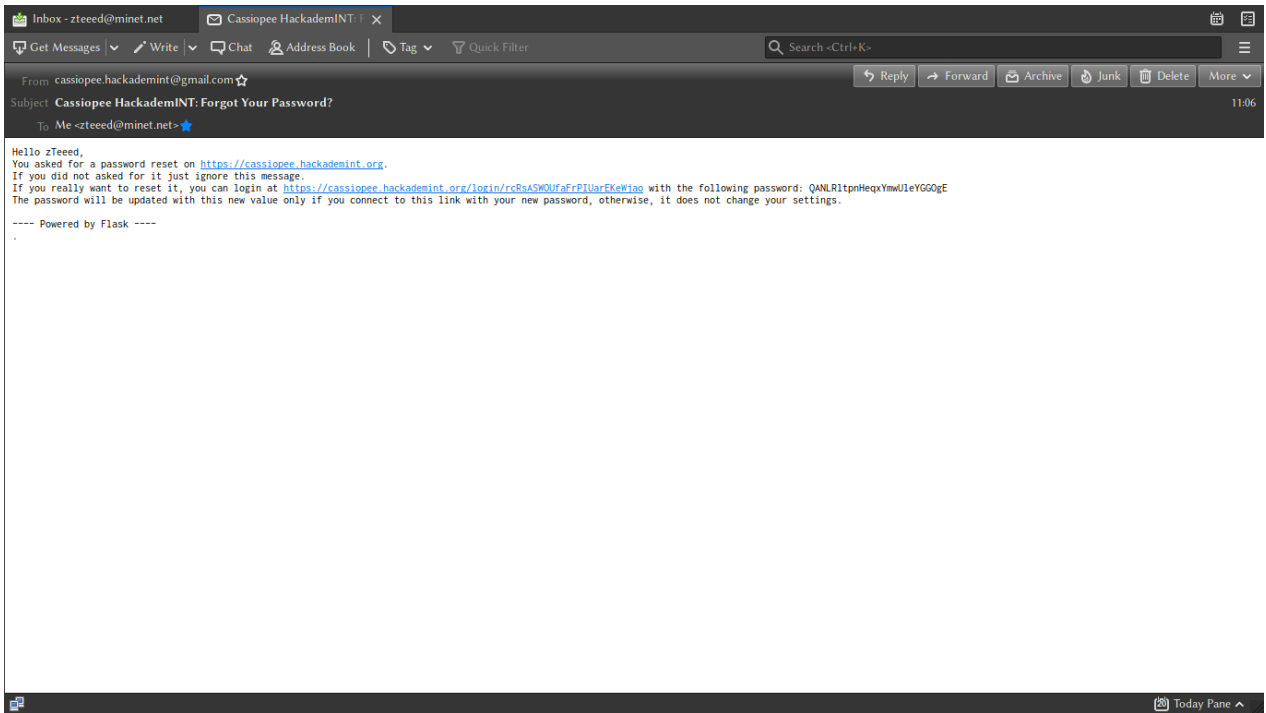 Inbox - zteeed@minet.net
Cassiopee HackademINT: F
Get Messages
Write
Chat
Address Book
Tag
Quick Filter
Search <Ctrl+K>
From cassiopee.hackademint@gmail.com
Reply
Forward
Archive
Junk
Delete
More
Subject Cassiopee HackademINT: Forgot Your Password?
11:06
To Me <zteeed@minet.net>
Hello zTeeed,
You asked for a password reset on https://cassiopee.hackademint.org.
If you did not asked for it just ignore this message.
If you really want to reset it, you can login at https://cassiopee.hackademint.org/login/rcRsASWOUfaFrPIUarEKeWjao with the following password: QANLRltpnHeqxYmwUleYGGOgE
The password will be updated with this new value only if you connect to this link with your new password, otherwise, it does not change your settings.
---- Powered by Flask ----
.
20
Today Pane